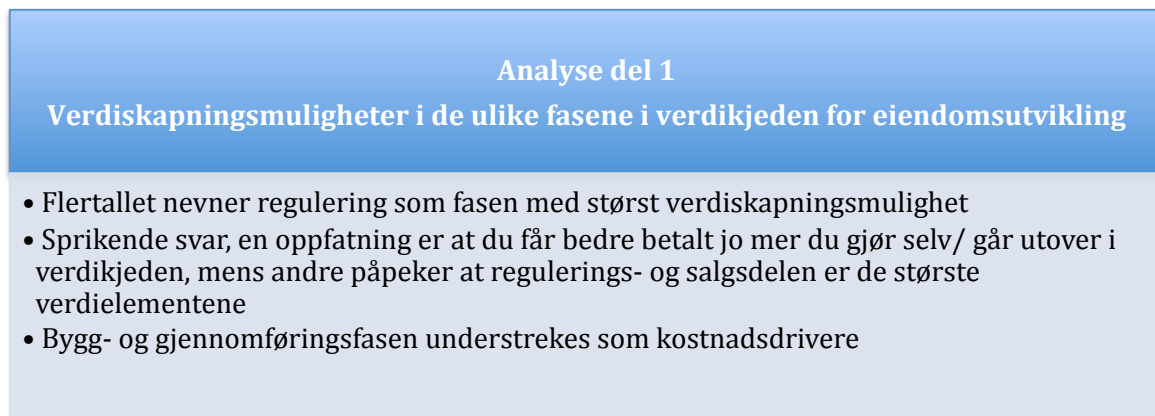 Analyse del 1
Verdiskapningsmuligheter i de ulike fasene i verdikjeden for eiendomsutvikling
• Flertallet nevner regulering som fasen med størst verdiskapningsmulighet
• Sprikende svar, en oppfatning er at du får bedre betalt jo mer du gjør selv/ går utover i
verdikjeden, mens andre påpeker at regulerings- og salgsdelen er de største
verdielementene
• Bygg- og gjennomføringsfasen understrekes som kostnadsdrivere